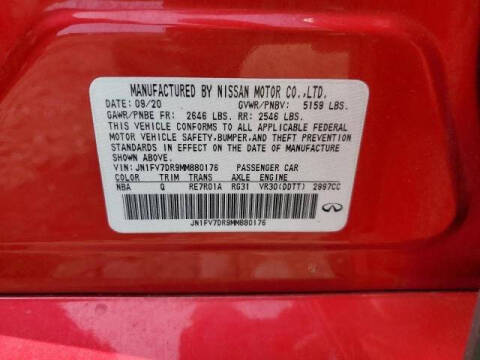 MANUFACTURED BY NISSAN MOTOR CO.,LTD.
DATE: 09/20 GVWR/PNBV: 5159 LBS.
GAWR/PNBE FR: 2646 LBS. RR: 2546 LBS.
THIS VEHICLE CONFORMS TO ALL APPLICABLE FEDERAL
MOTOR VEHICLE SAFETY, BUMPER, AND THEFT PREVENTION
STANDARDS IN EFFECT ON THE DATE OF MANUFACTURE
SHOWN ABOVE.
VIN: JN1FV7DR9MM880176 PASSENGER CAR
COLOR TRIM TRANS AXLE ENGINE
NBA Q RE7R01A RG31 VR30(DDTT) 2997CC
JN1FV7DR9MM880176